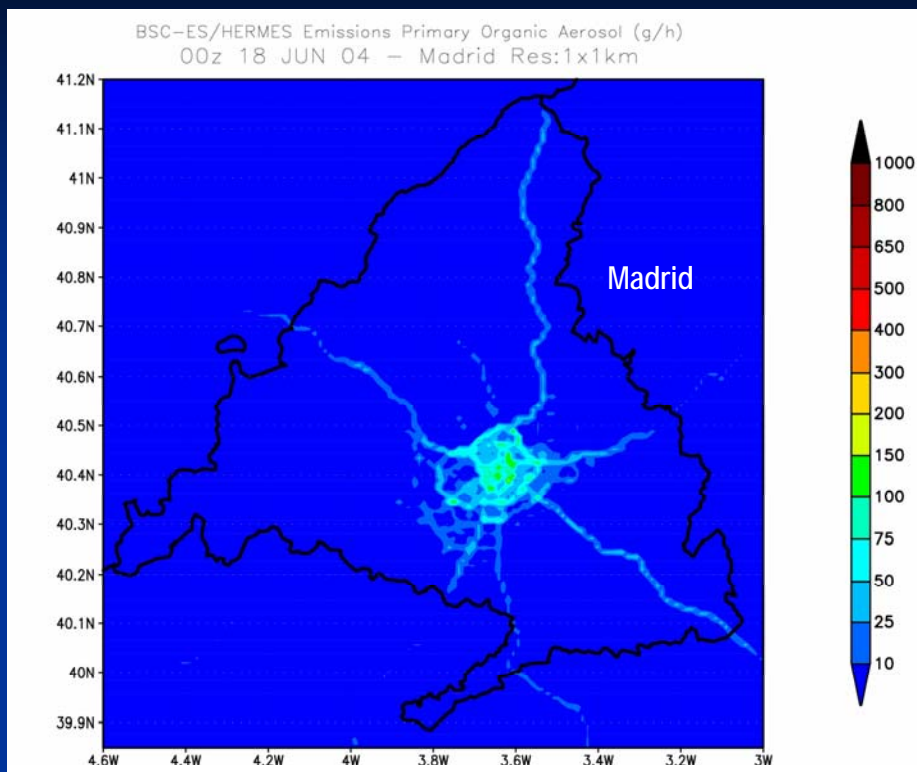 BSC-ES/HERMES Emissions Primary Organic Aerosol (g/h)
00z 18 JUN 04 - Madrid Res:1x1km
41.2N
41.1N
41N
40.9N
40.8N
40.7N
40.6N
40.5N
40.4N
40.3N
40.2N
40.1N
40N
39.9N
4.6W 4.4W 4.2W 4W 3.8W 3.6W 3.4W 3.2W 3W
Madrid
1000
800
650
500
400
300
200
150
100
75
50
25
10